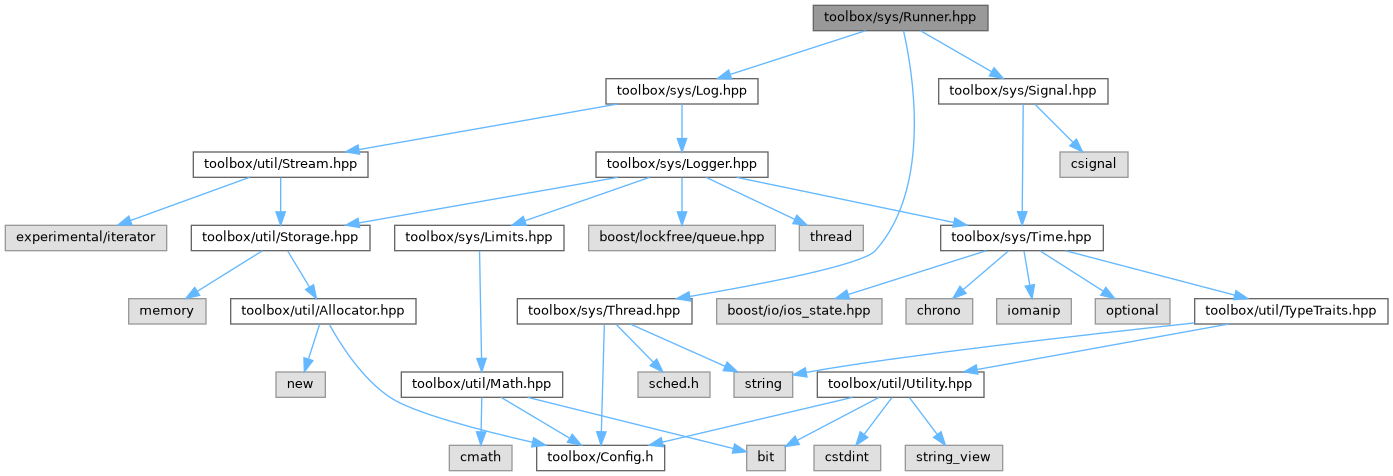 toolbox/sys/Runner.hpp
toolbox/sys/Log.hpp
toolbox/sys/Signal.hpp
toolbox/util/Stream.hpp
toolbox/sys/Logger.hpp
csignal
experimental/iterator
toolbox/util/Storage.hpp
toolbox/sys/Limits.hpp
boost/lockfree/queue.hpp
thread
toolbox/sys/Time.hpp
memory
toolbox/util/Allocator.hpp
toolbox/sys/Thread.hpp
boost/io/ios_state.hpp
chrono
iomanip
optional
toolbox/util/TypeTraits.hpp
new
toolbox/util/Math.hpp
sched.h
string
toolbox/util/Utility.hpp
cmath
toolbox/Config.h
bit
cstdint
string_view